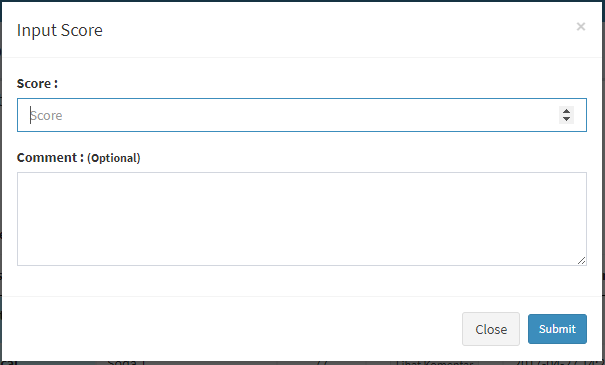 Input Score
×
Score :
Score
Comment : (Optional)
Close
Submit